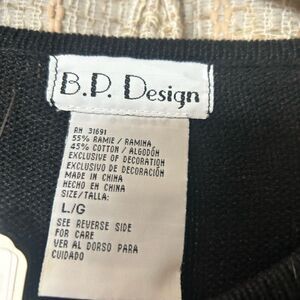 B.P. Design
RN 31691
55% RAMIE / RAMINA
45% COTTON / ALGODÓN
EXCLUSIVE OF DECORATION
EXCLUSIVO DE DECORACIÓN
MADE IN CHINA
HECHO EN CHINA
SIZE/TALLA:
L/G
SEE REVERSE SIDE
FOR CARE
VER AL DORSO PARA
CUIDADO